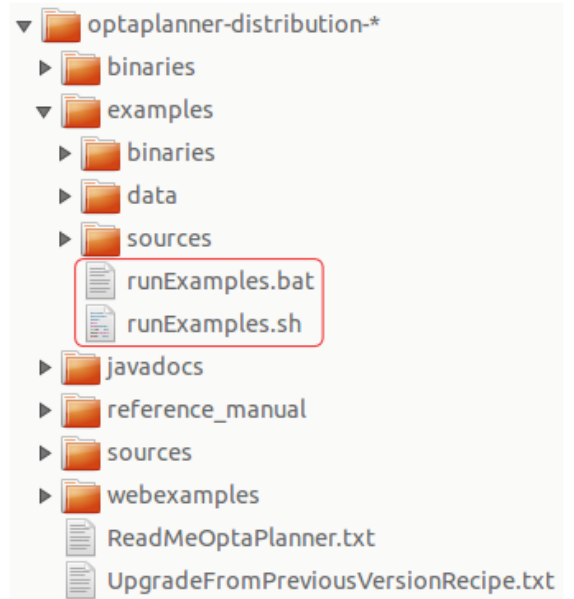 optaplanner-distribution-*
binaries
examples
binaries
data
sources
runExamples.bat
runExamples.sh
javadocs
reference_manual
sources
webexamples
ReadMeOptaPlanner.txt
UpgradeFromPreviousVersionRecipe.txt